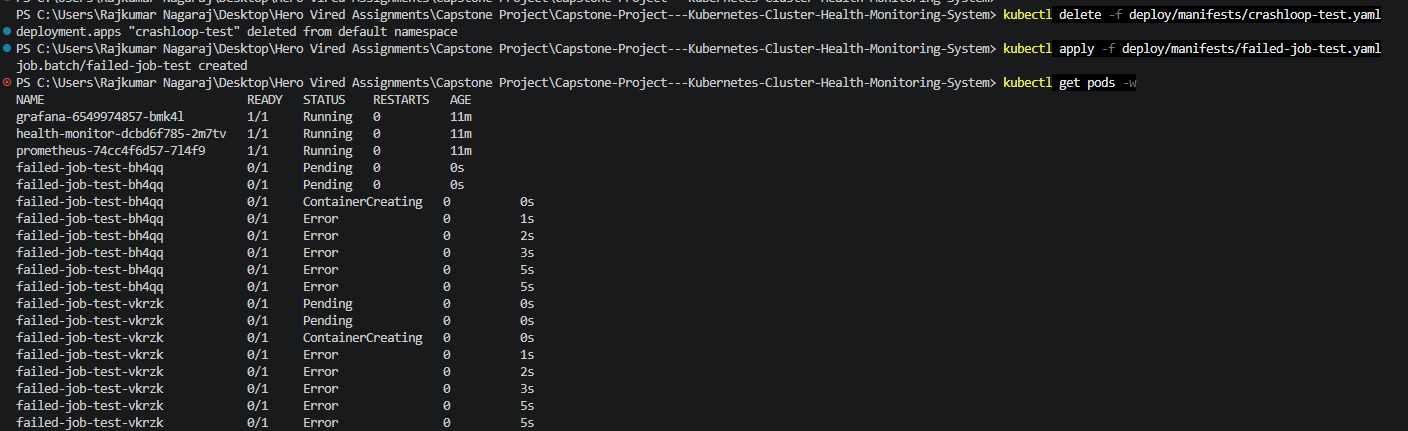 PS C:\Users\Rajkumar Nagaraj\Desktop\Hero Vired Assignments\Capstone Project\Capstone-Project---Kubernetes-Cluster-Health-Monitoring-System> kubectl delete -f deploy/manifests/crashloop-test.yaml
deployment.apps "crashloop-test" deleted from default namespace
PS C:\Users\Rajkumar Nagaraj\Desktop\Hero Vired Assignments\Capstone Project\Capstone-Project---Kubernetes-Cluster-Health-Monitoring-System> kubectl apply -f deploy/manifests/failed-job-test.yaml
job.batch/failed-job-test created
PS C:\Users\Rajkumar Nagaraj\Desktop\Hero Vired Assignments\Capstone Project\Capstone-Project---Kubernetes-Cluster-Health-Monitoring-System> kubectl get pods -w
NAME READY STATUS RESTARTS AGE
grafana-6549974857-bmk4l 1/1 Running 0 11m
health-monitor-dcbd6f785-2m7tv 1/1 Running 0 11m
prometheus-74cc4f6d57-7l4f9 1/1 Running 0 11m
failed-job-test-bh4qq 0/1 Pending 0 0s
failed-job-test-bh4qq 0/1 Pending 0 0s
failed-job-test-bh4qq 0/1 ContainerCreating 0 0s
failed-job-test-bh4qq 0/1 Error 0 1s
failed-job-test-bh4qq 0/1 Error 0 2s
failed-job-test-bh4qq 0/1 Error 0 3s
failed-job-test-bh4qq 0/1 Error 0 5s
failed-job-test-bh4qq 0/1 Error 0 5s
failed-job-test-vkrzk 0/1 Pending 0 0s
failed-job-test-vkrzk 0/1 Pending 0 0s
failed-job-test-vkrzk 0/1 ContainerCreating 0 0s
failed-job-test-vkrzk 0/1 Error 0 1s
failed-job-test-vkrzk 0/1 Error 0 2s
failed-job-test-vkrzk 0/1 Error 0 3s
failed-job-test-vkrzk 0/1 Error 0 5s
failed-job-test-vkrzk 0/1 Error 0 5s